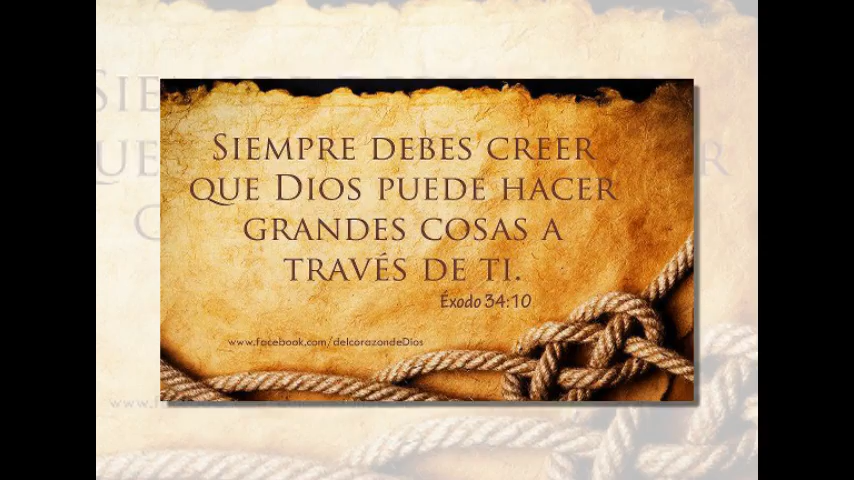 SIEMPRE DEBES CREER
QUE DIOS PUEDE HACER
GRANDES COSAS A
TRAVÉS DE TI.
Éxodo 34:10
www.facebook.com/delcorazondeDios